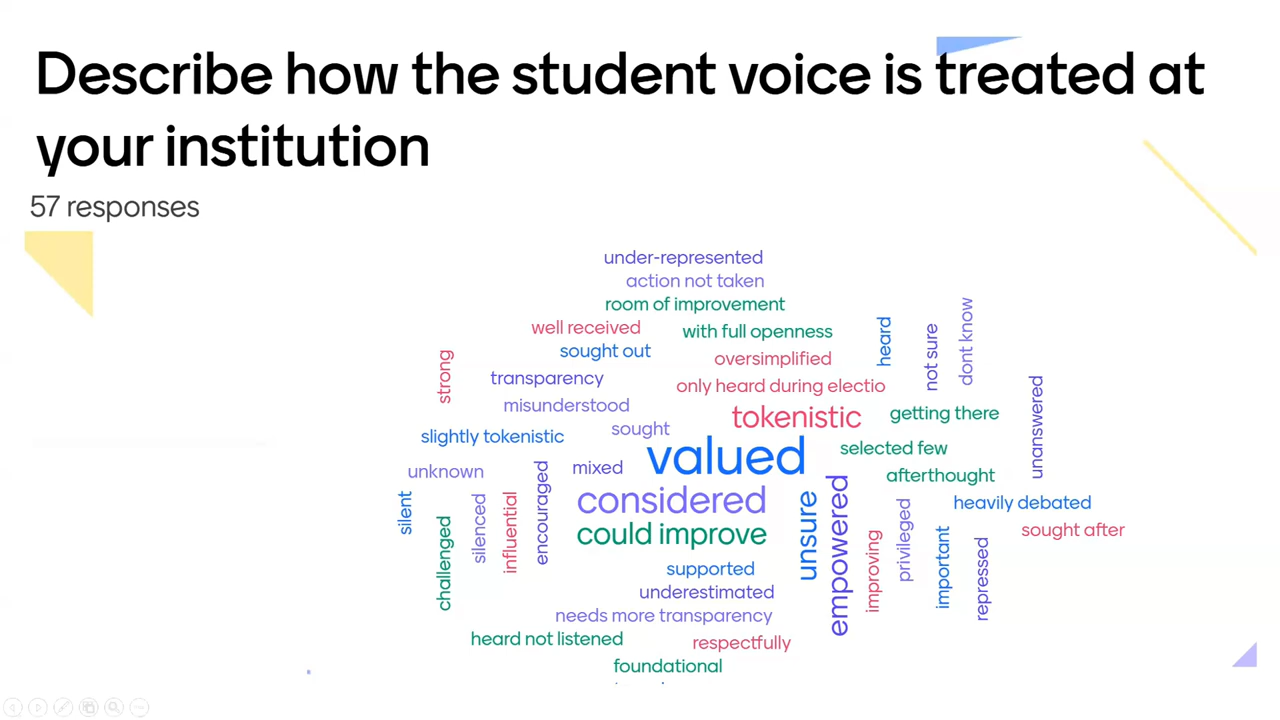 Describe how the student voice is treated at
your institution
57 responses
under-represented
action not taken
room of improvement
well received
with full openness
sought out
oversimplified
heard
not sure
dont know
strong
transparency
only heard during electio
misunderstood
tokenistic
getting there
unanswered
slightly tokenistic
sought
valued
selected few
unknown
mixed
afterthought
silent
challenged
silenced
influential
encouraged
considered
unsure
empowered
heavily debated
could improve
improving
privileged
important
repressed
sought after
supported
underestimated
needs more transparency
heard not listened
respectfully
foundational